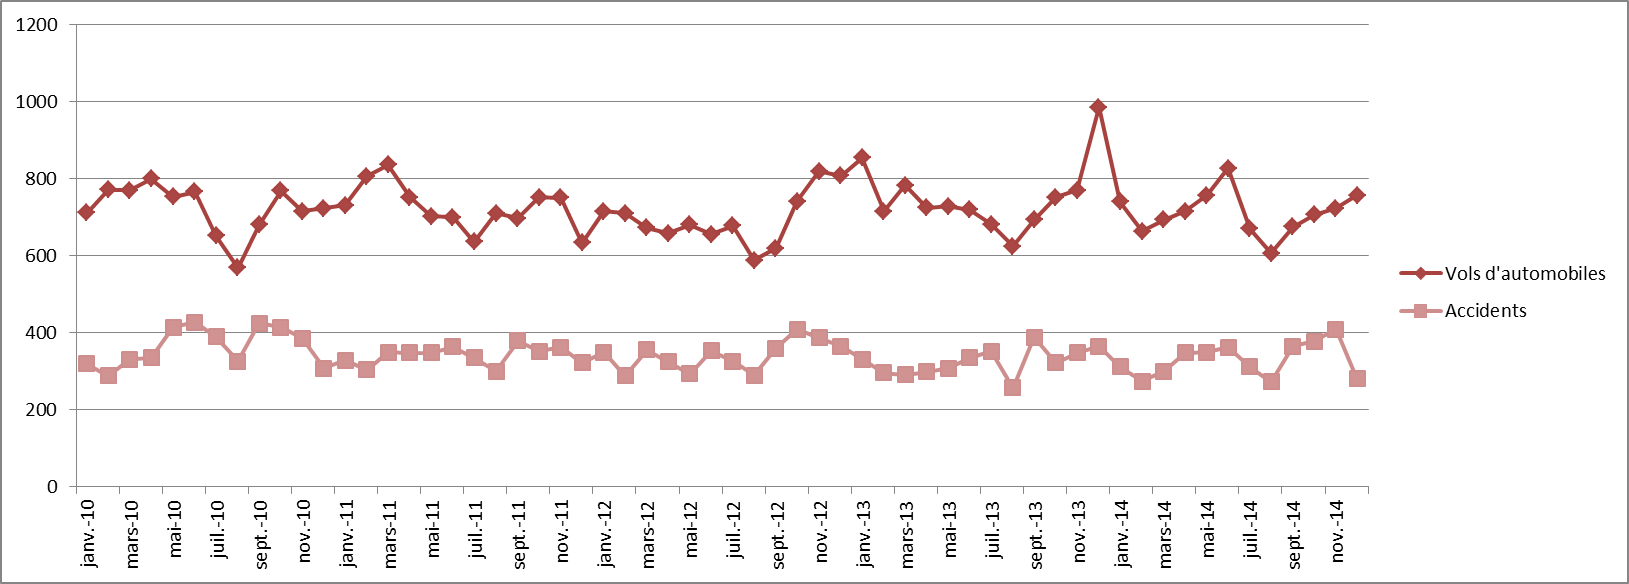 1200
1000
800
600
400
200
0
janv.-10
mars-10
mai-10
juil.-10
sept.-10
nov.-10
janv.-11
mars-11
mai-11
juil.-11
sept.-11
nov.-11
janv.-12
mars-12
mai-12
juil.-12
sept.-12
nov.-12
janv.-13
mars-13
mai-13
juil.-13
sept.-13
nov.-13
janv.-14
mars-14
mai-14
juil.-14
sept.-14
nov.-14
Vols d'automobiles
Accidents